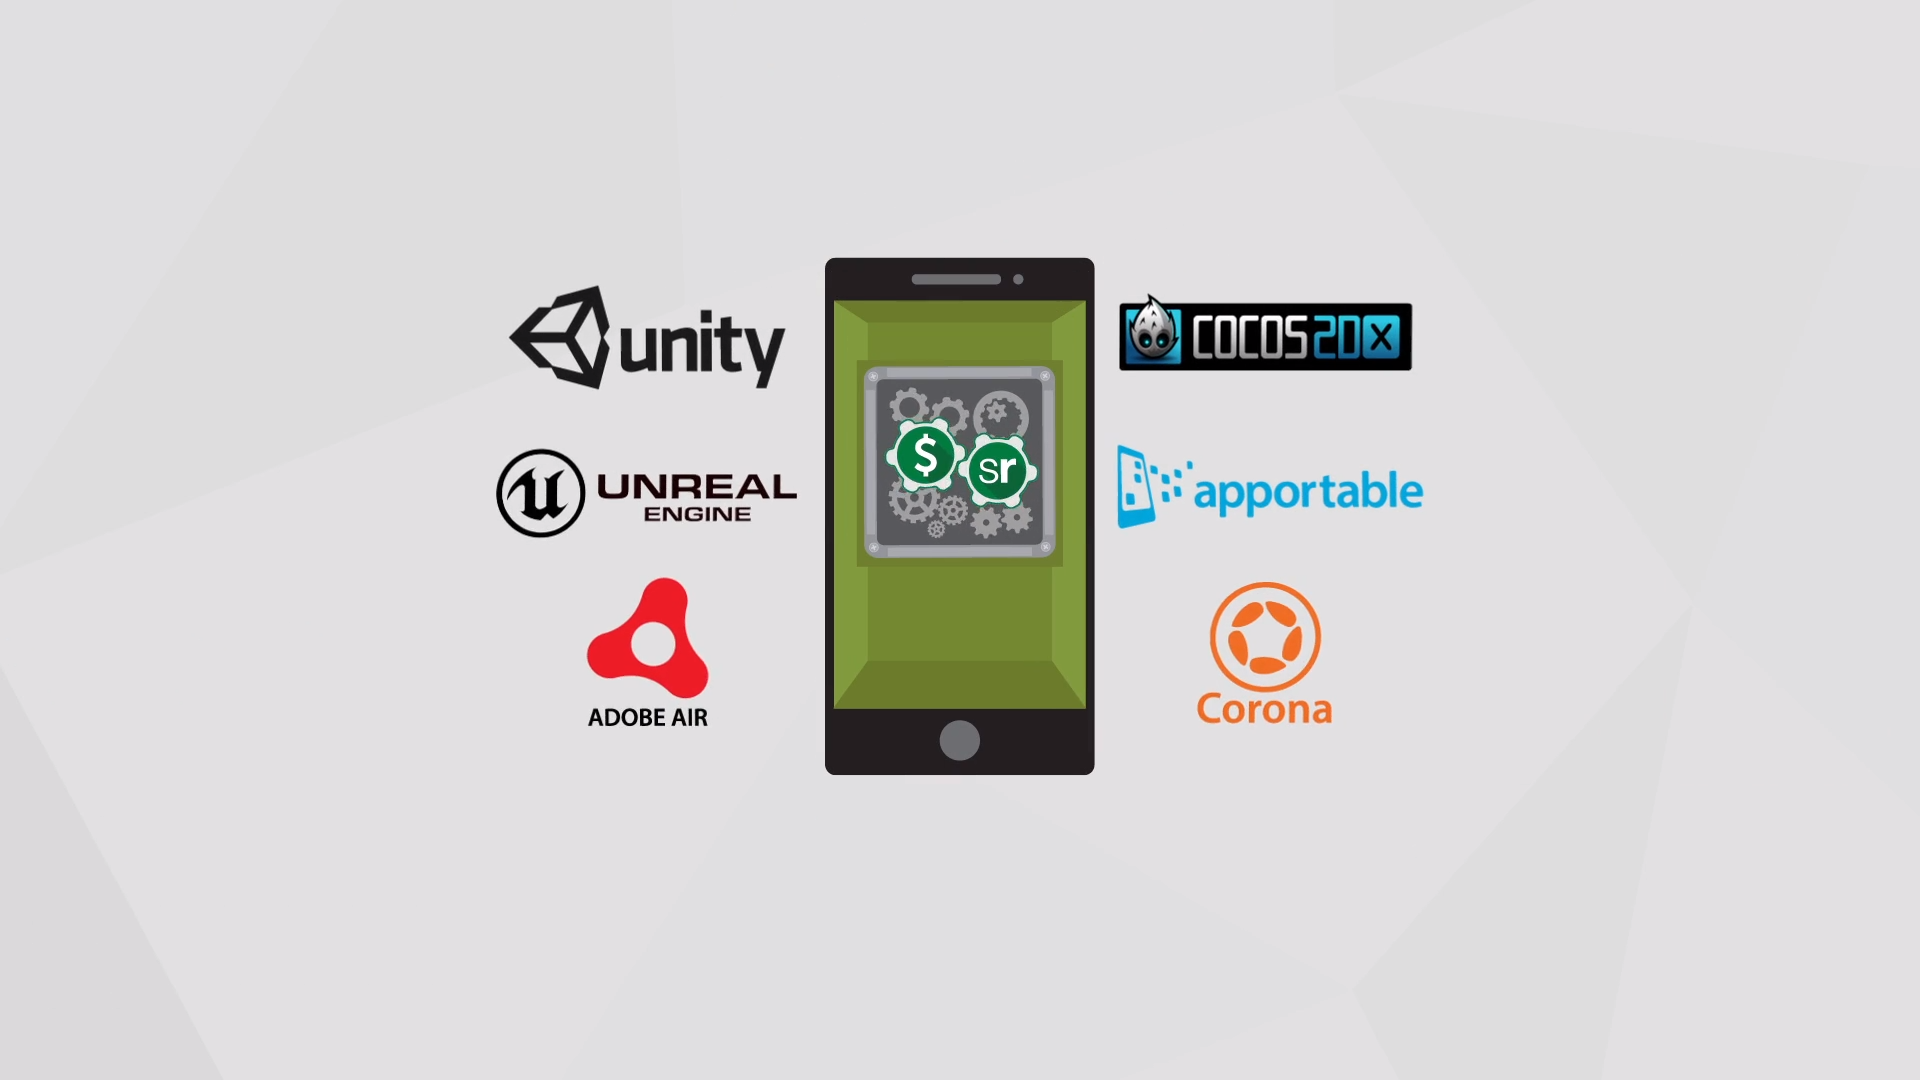 unity
COCOS2DX
$
sr
UNREAL
ENGINE
apportable
ADOBE AIR
Corona